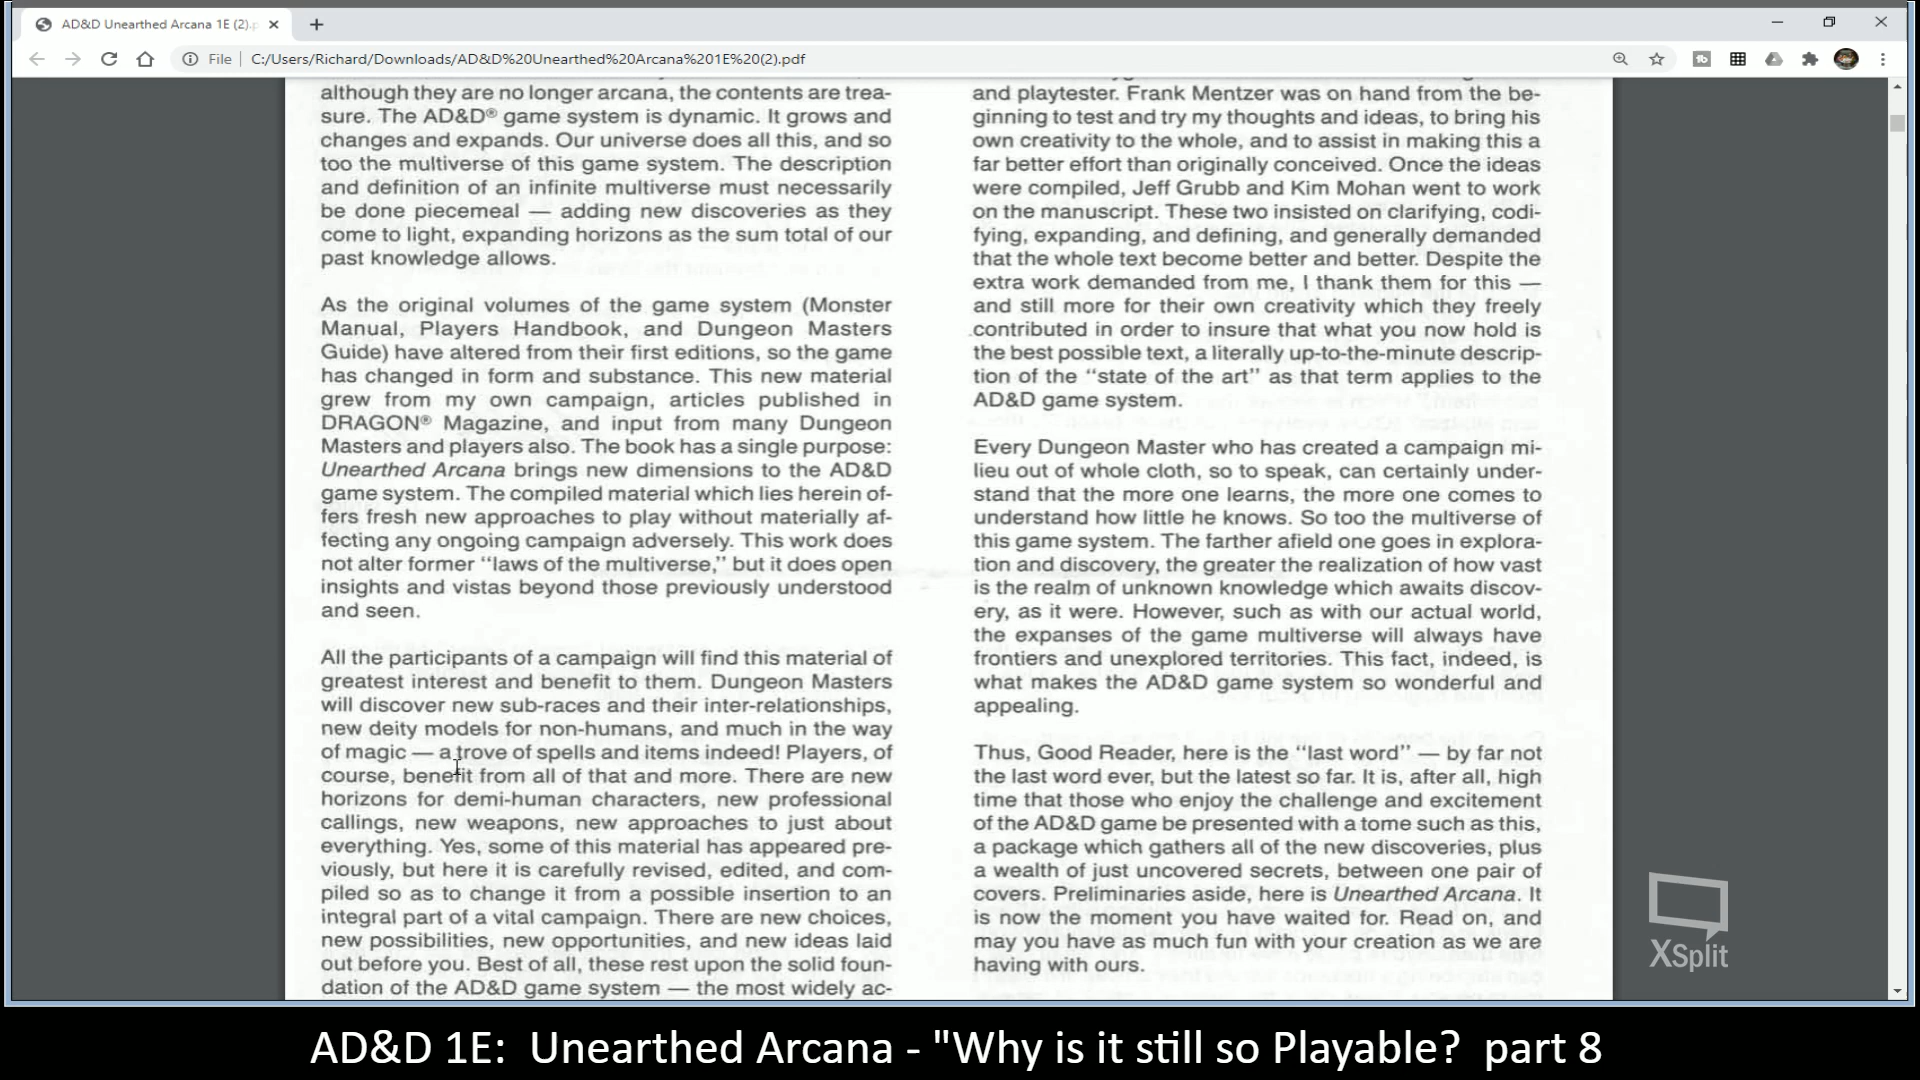 AD&D Unearthed Arcana 1E (2).p
File
C:/Users/Richard/Downloads/AD&D%20Unearthed%20Arcana%201E%20(2).pdf
although they are no longer arcana, the contents are trea-
sure. The AD&D® game system is dynamic. It grows and
changes and expands. Our universe does all this, and so
too the multiverse of this game system. The description
and definition of an infinite multiverse must necessarily
be done piecemeal — adding new discoveries as they
come to light, expanding horizons as the sum total of our
past knowledge allows.
As the original volumes of the game system (Monster
Manual, Players Handbook, and Dungeon Masters
Guide) have altered from their first editions, so the game
has changed in form and substance. This new material
grew from my own campaign, articles published in
DRAGON® Magazine, and input from many Dungeon
Masters and players also. The book has a single purpose:
Unearthed Arcana brings new dimensions to the AD&D
game system. The compiled material which lies herein of-
fers fresh new approaches to play without materially af-
fecting any ongoing campaign adversely. This work does
not alter former “laws of the multiverse,” but it does open
insights and vistas beyond those previously understood
and seen.
All the participants of a campaign will find this material of
greatest interest and benefit to them. Dungeon Masters
will discover new sub-races and their inter-relationships,
new deity models for non-humans, and much in the way
of magic — a trove of spells and items indeed! Players, of
course, benefit from all of that and more. There are new
horizons for demi-human characters, new professional
callings, new weapons, new approaches to just about
everything. Yes, some of this material has appeared pre-
viously, but here it is carefully revised, edited, and com-
piled so as to change it from a possible insertion to an
integral part of a vital campaign. There are new choices,
new possibilities, new opportunities, and new ideas laid
out before you. Best of all, these rest upon the solid foun-
dation of the AD&D game system — the most widely ac-
and playtester. Frank Mentzer was on hand from the be-
ginning to test and try my thoughts and ideas, to bring his
own creativity to the whole, and to assist in making this a
far better effort than originally conceived. Once the ideas
were compiled, Jeff Grubb and Kim Mohan went to work
on the manuscript. These two insisted on clarifying, codi-
fying, expanding, and defining, and generally demanded
that the whole text become better and better. Despite the
extra work demanded from me, I thank them for this —
and still more for their own creativity which they freely
contributed in order to insure that what you now hold is
the best possible text, a literally up-to-the-minute descrip-
tion of the “state of the art” as that term applies to the
AD&D game system.
Every Dungeon Master who has created a campaign mi-
lieu out of whole cloth, so to speak, can certainly under-
stand that the more one learns, the more one comes to
understand how little he knows. So too the multiverse of
this game system. The farther afield one goes in explora-
tion and discovery, the greater the realization of how vast
is the realm of unknown knowledge which awaits discov-
ery, as it were. However, such as with our actual world,
the expanses of the game multiverse will always have
frontiers and unexplored territories. This fact, indeed, is
what makes the AD&D game system so wonderful and
appealing.
Thus, Good Reader, here is the “last word” — by far not
the last word ever, but the latest so far. It is, after all, high
time that those who enjoy the challenge and excitement
of the AD&D game be presented with a tome such as this,
a package which gathers all of the new discoveries, plus
a wealth of just uncovered secrets, between one pair of
covers. Preliminaries aside, here is Unearthed Arcana. It
is now the moment you have waited for. Read on, and
may you have as much fun with your creation as we are
having with ours.
XSplit
AD&D 1E: Unearthed Arcana - "Why is it still so Playable? part 8